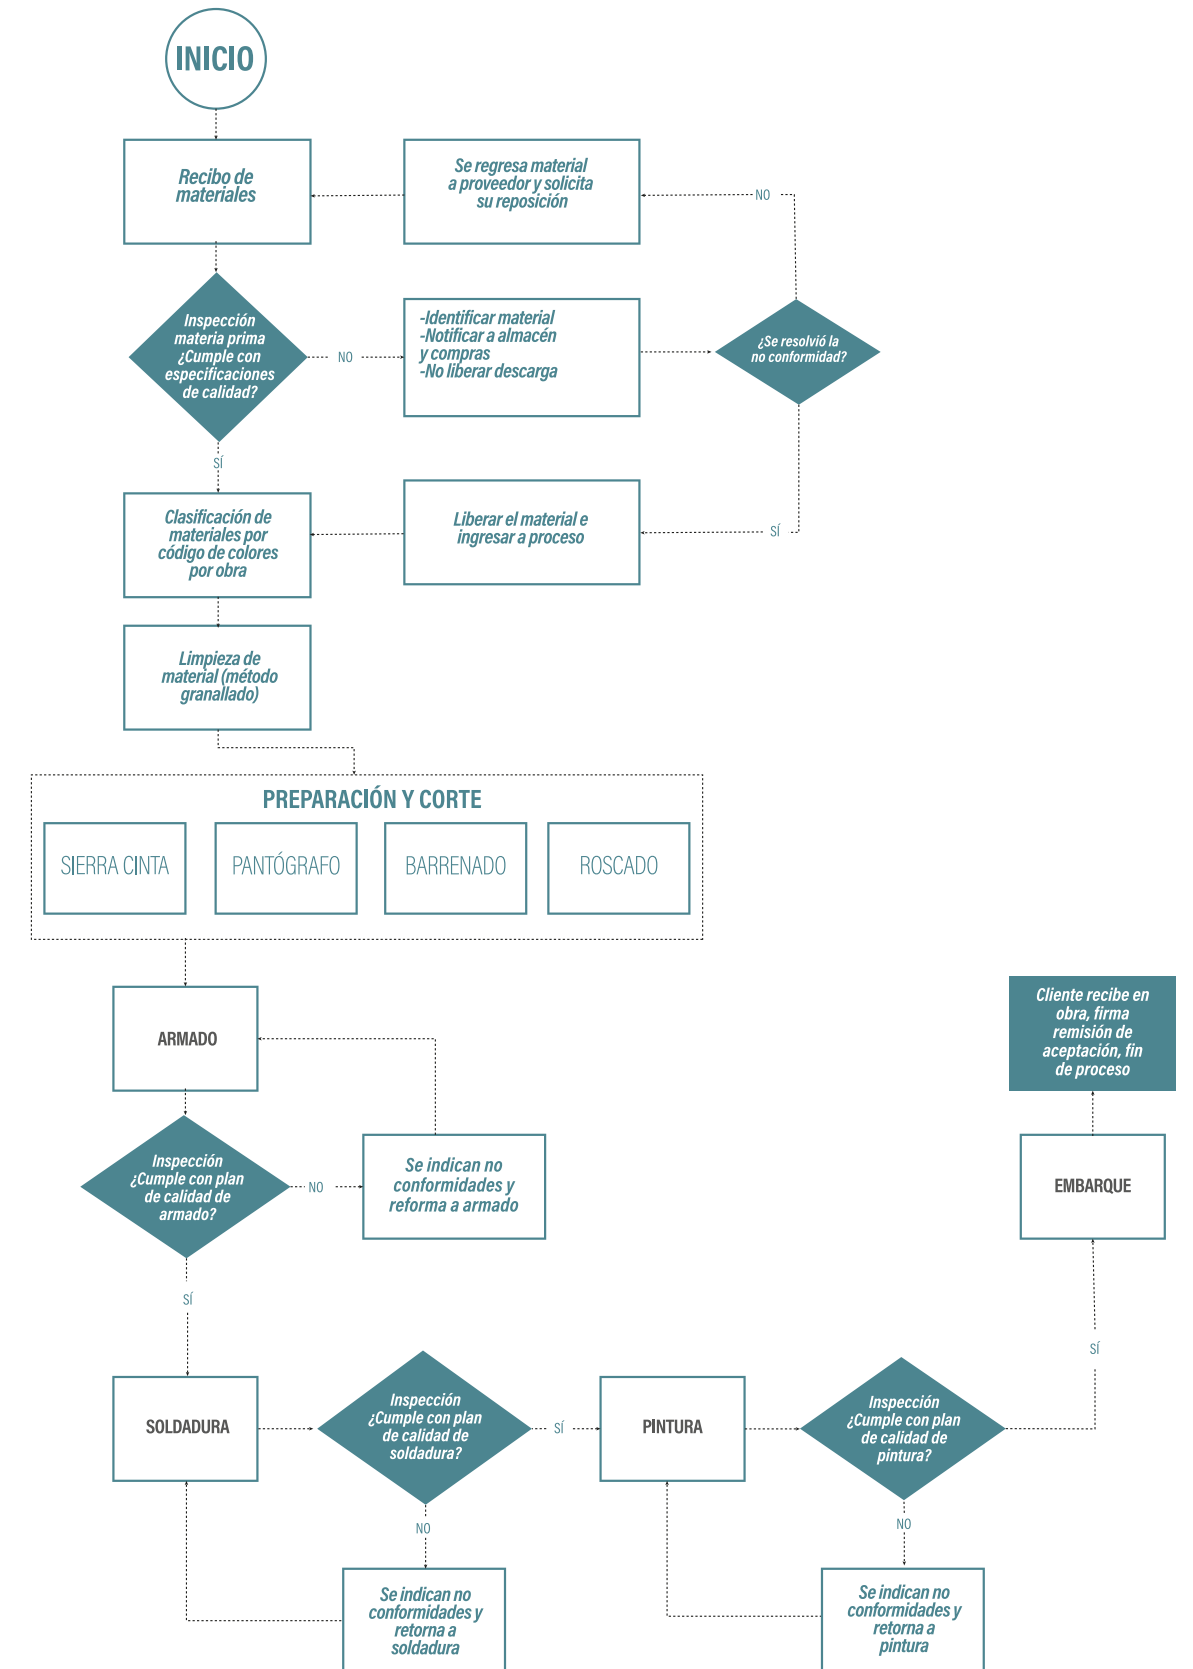 INICIO
Recibo de
materiales
Se regresa material
a proveedor y solicita
su reposición
NO
Inspección
materia prima
¿Cumple con
especificaciones
de calidad?
NO
-Identificar material
-Notificar a almacén
y compras
-No liberar descarga
¿Se resolvió la
no conformidad?
SÍ
Clasificación de
materiales por
código de colores
por obra
Liberar el material e
ingresar a proceso
SÍ
Limpieza de
material (método
granallado)
PREPARACIÓN Y CORTE
SIERRA CINTA
PANTÓGRAFO
BARRENADO
ROSCADO
ARMADO
Cliente recibe en
obra, firma
remisión de
aceptación, fin
de proceso
Inspección
¿Cumple con plan
de calidad de
armado?
NO
Se indican no
conformidades y
reforma a armado
EMBARQUE
SÍ
SÍ
SOLDADURA
Inspección
¿Cumple con plan
de calidad de
soldadura?
SÍ
PINTURA
Inspección
¿Cumple con plan
de calidad de
pintura?
NO
NO
Se indican no
conformidades y
retorna a
soldadura
Se indican no
conformidades y
retorna a
pintura